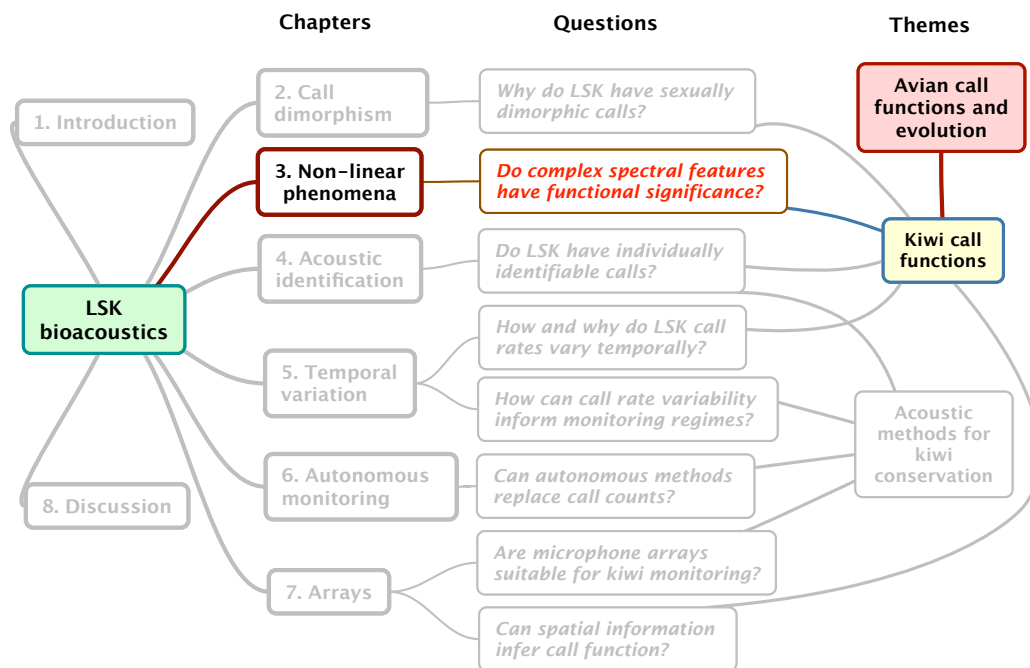 Chapters
Questions
Themes
1. Introduction
2. Call
dimorphism
Why do LSK have sexually
dimorphic calls?
Avian call
functions and
evolution
3. Non-linear
phenomena
Do complex spectral features
have functional significance?
Kiwi call
functions
4. Acoustic
identification
Do LSK have individually
identifiable calls?
LSK
bioacoustics
5. Temporal
variation
How and why do LSK call
rates vary temporally?
How can call rate variability
inform monitoring regimes?
Acoustic
methods for
kiwi
conservation
6. Autonomous
monitoring
Can autonomous methods
replace call counts?
8. Discussion
7. Arrays
Are microphone arrays
suitable for kiwi monitoring?
Can spatial information
infer call function?